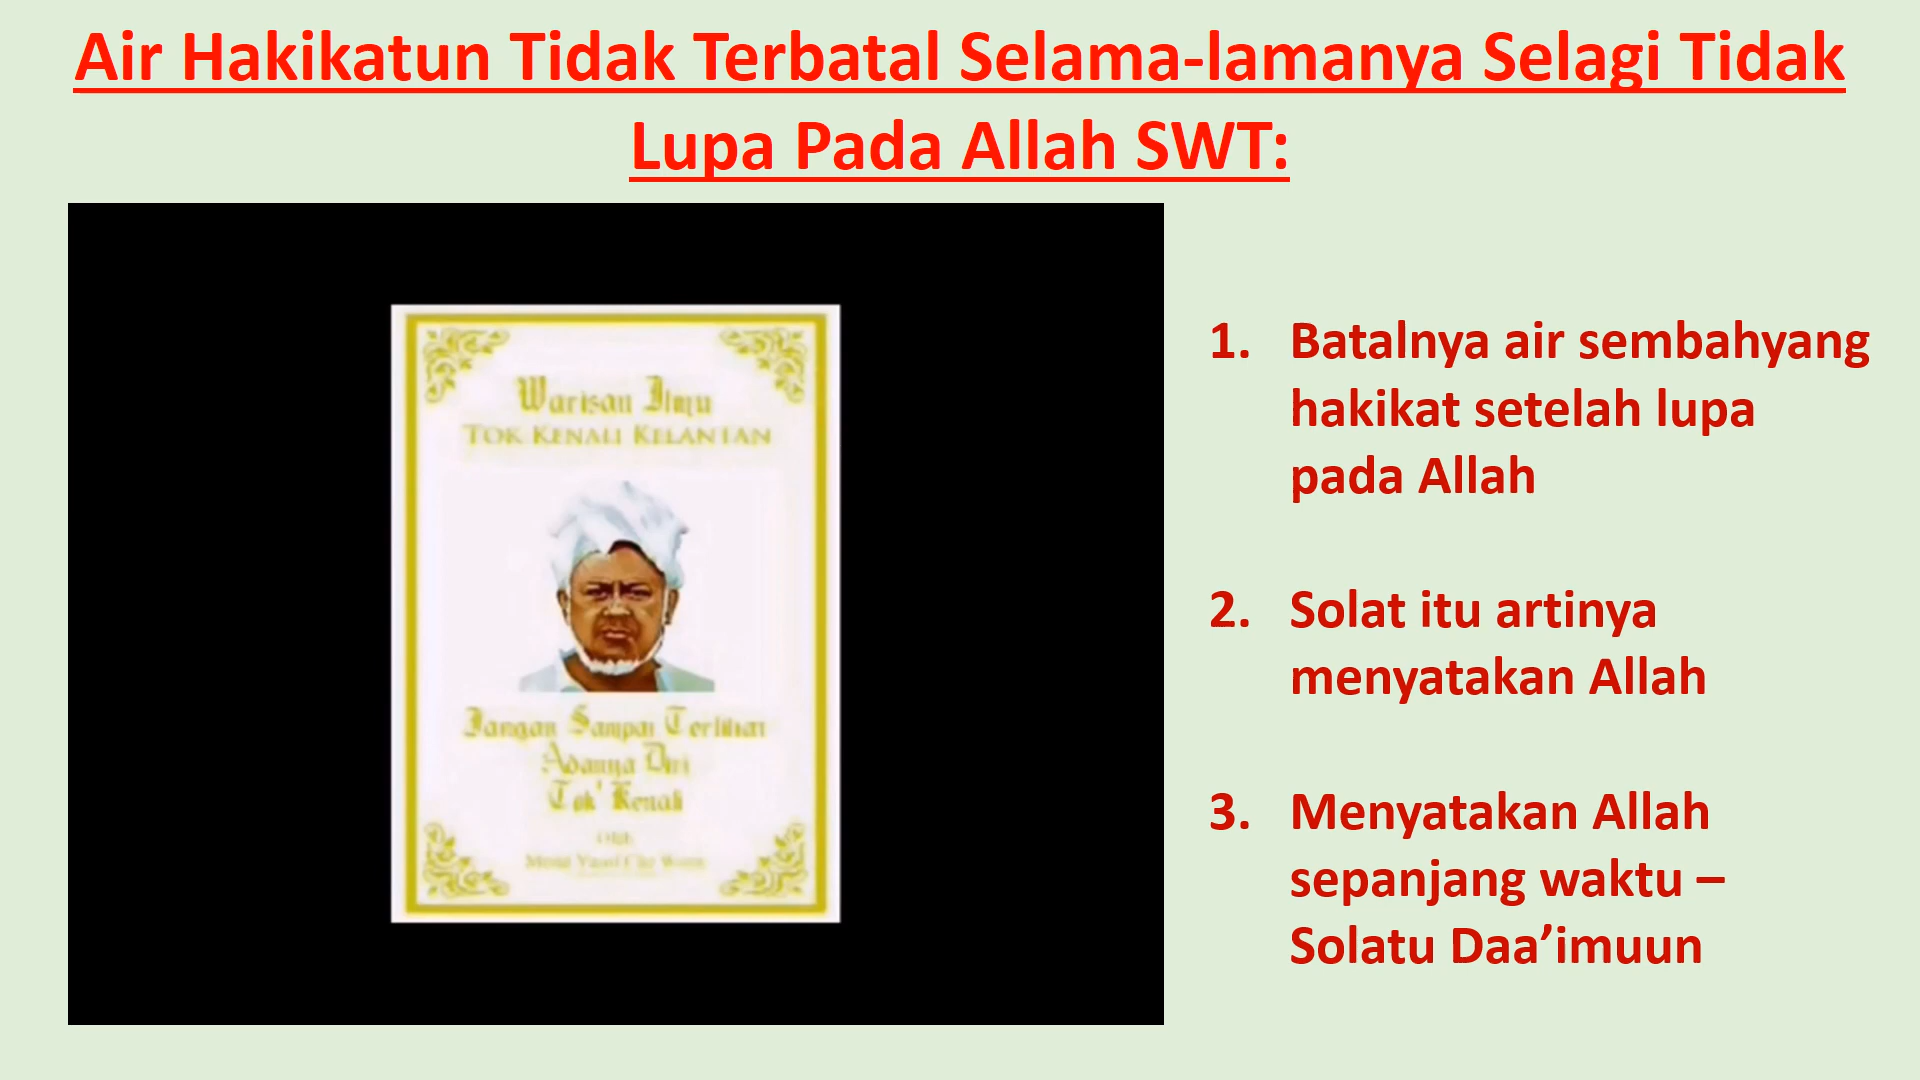 Air Hakikatun Tidak Terbatal Selama-lamanya Selagi Tidak
Lupa Pada Allah SWT:
Warisan Ilmu
TOK KENALI KELANTAN
Jangan Sampai Terlihat
Adanya Diri
Tok' Kenali
1. Batalnya air sembahyang
hakikat setelah lupa
pada Allah
2. Solat itu artinya
menyatakan Allah
3. Menyatakan Allah
sepanjang waktu –
Solatu Daa’imuun